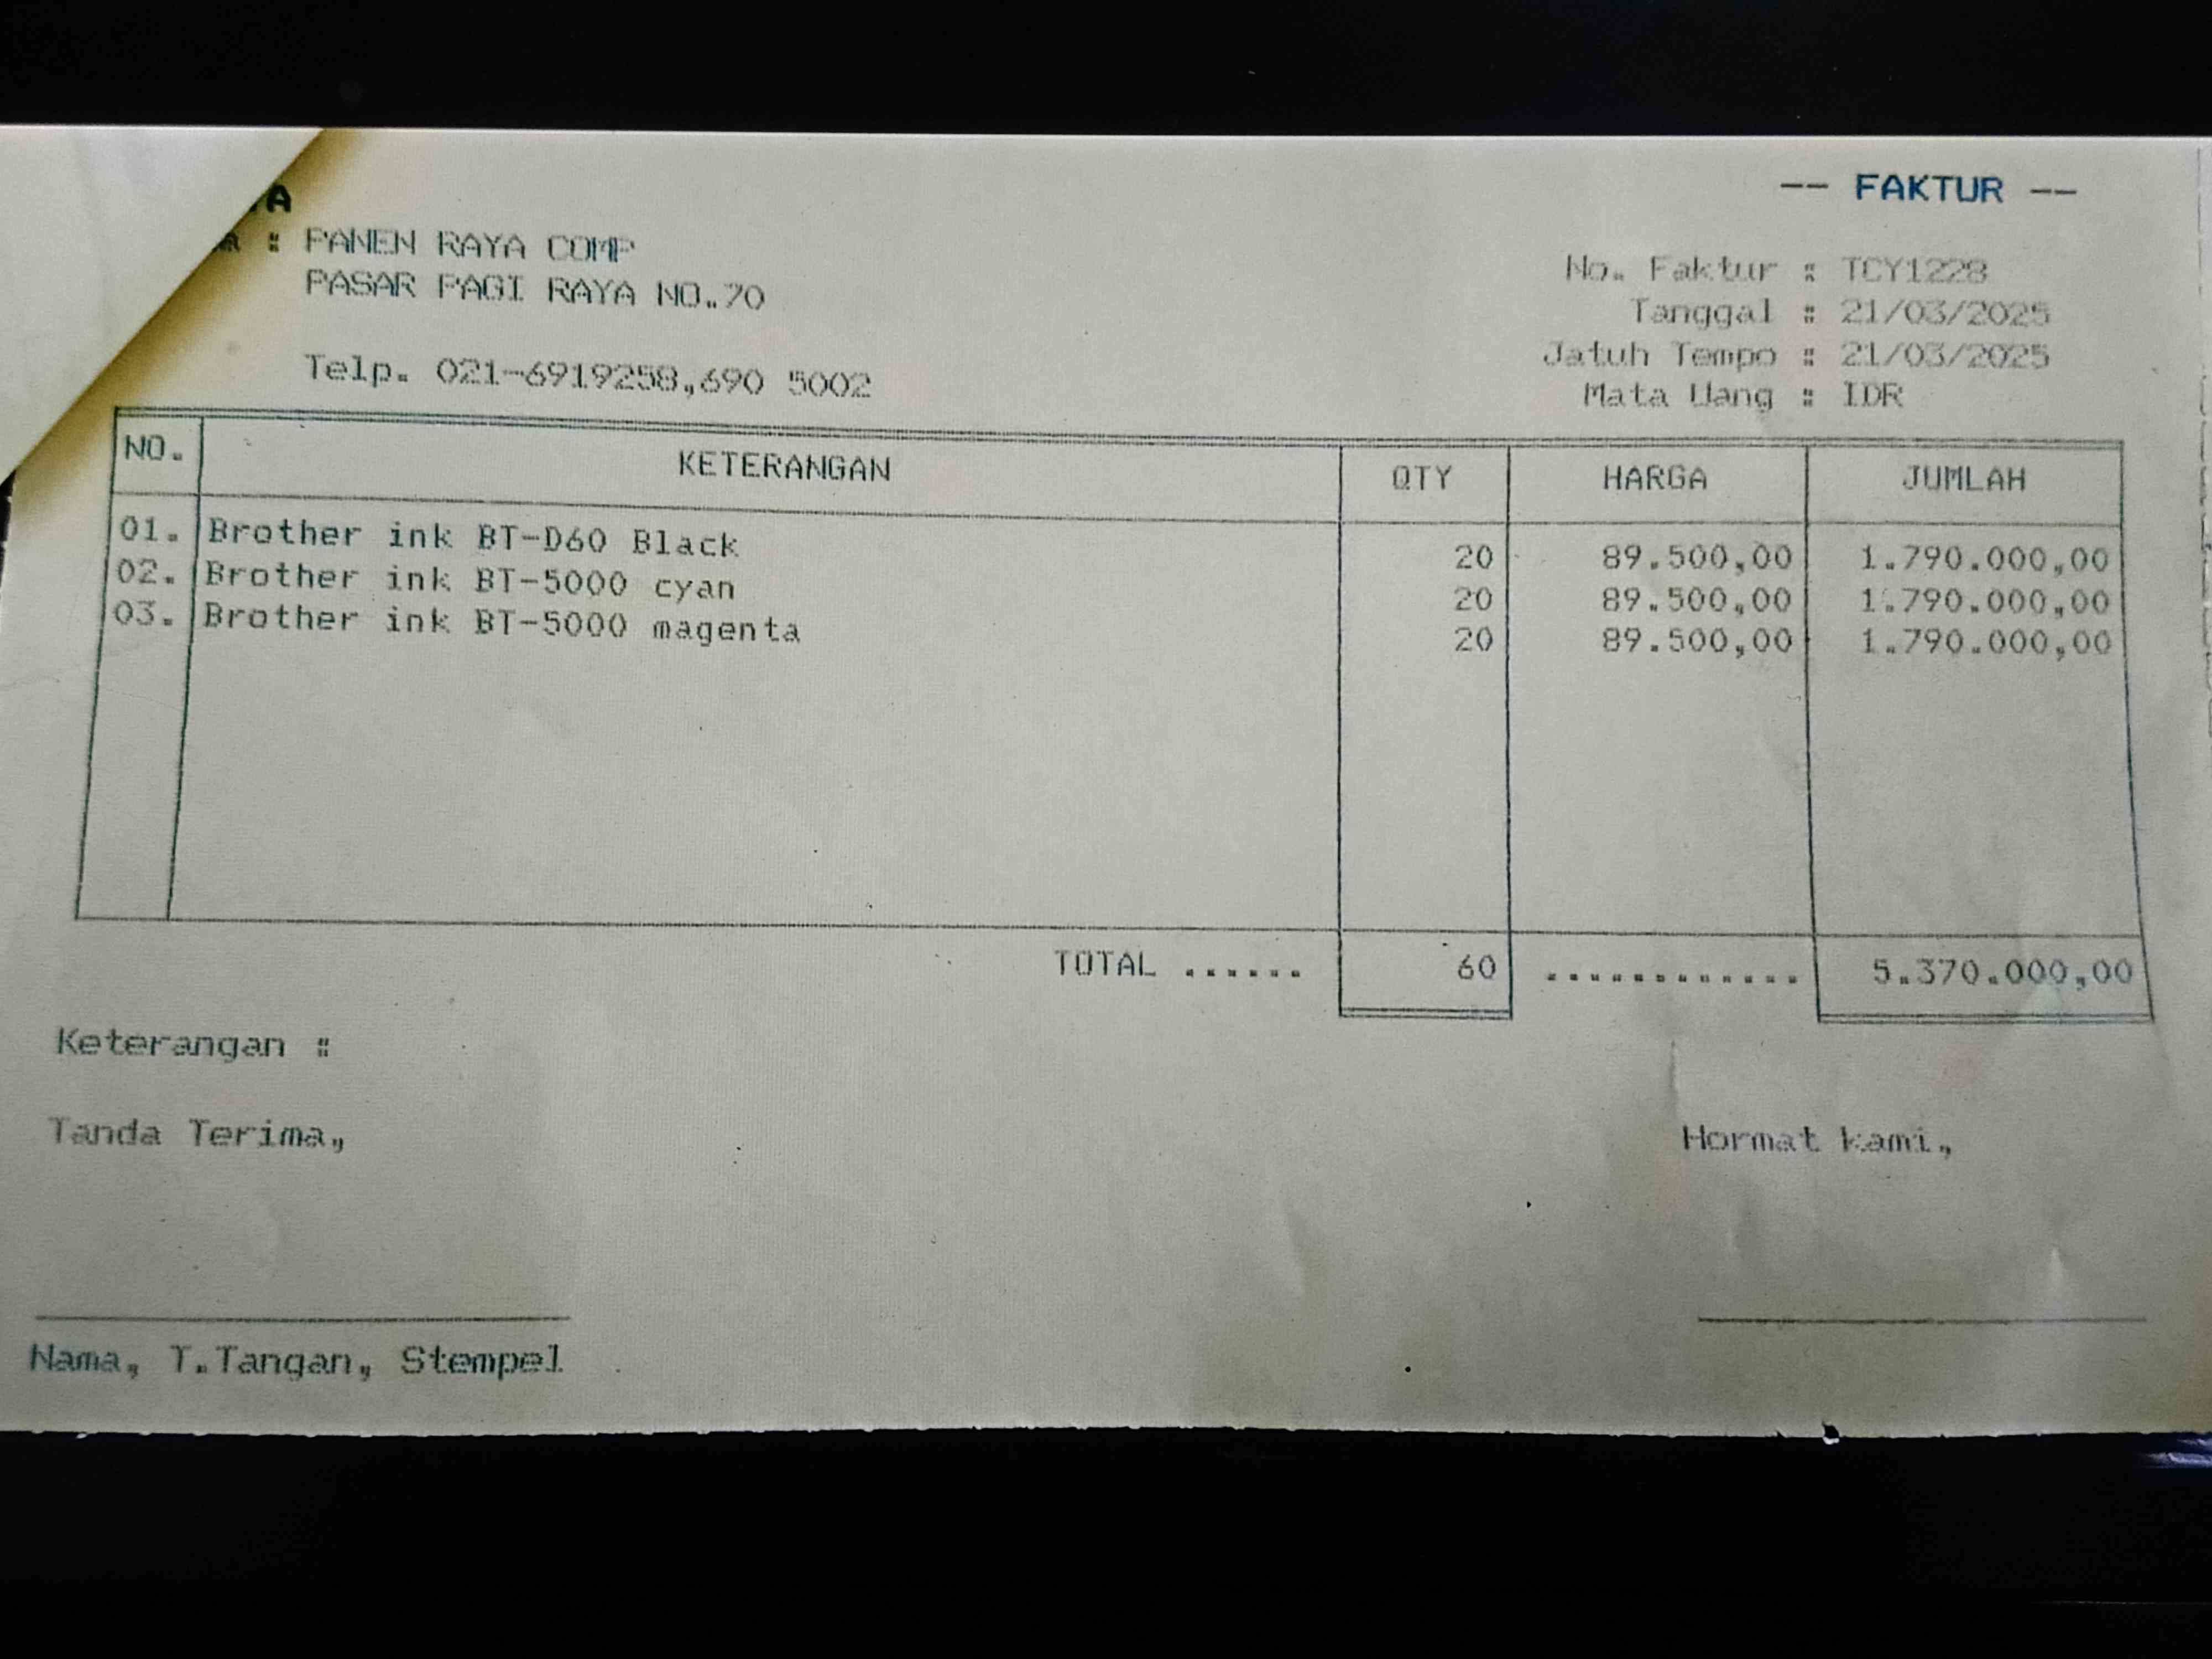 -- FAKTUR --
: PANEN RAYA COMP
PASAR PAGI RAYA NO.70
Telp. 021-6919258,690 5002
No. Faktur : TCY1228
Tanggal : 21/03/2025
Jatuh Tempo : 21/03/2025
Mata Uang : IDR
NO. KETERANGAN QTY HARGA JUMLAH
01. Brother ink BT-D60 Black 20 89.500,00 1.790.000,00
02. Brother ink BT-5000 cyan 20 89.500,00 1.790.000,00
03. Brother ink BT-5000 magenta 20 89.500,00 1.790.000,00
TOTAL ...... 60 ............ 5.370.000,00
Keterangan :
Tanda Terima,
Hormat kami,
Nama, T.Tangan, Stempel